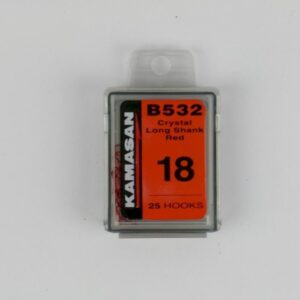 KAMASAN
B532
Crystal
Long Shank
Red
18
25 HOOKS